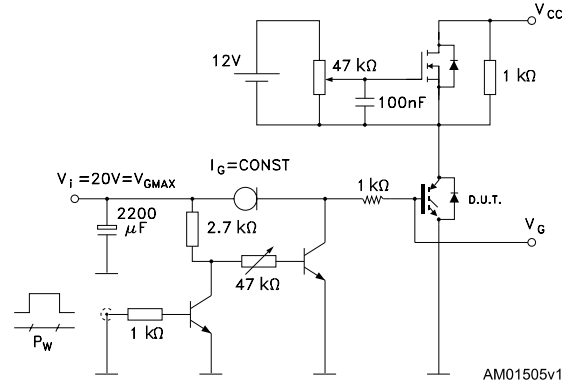 V_CC
12V
47 kΩ
1 kΩ
100nF
I_G=CONST
V_i =20V=V_GMAX
1 kΩ
D.U.T.
2200
μF
2.7 kΩ
V_G
47 kΩ
1 kΩ
P_W
AM01505v1